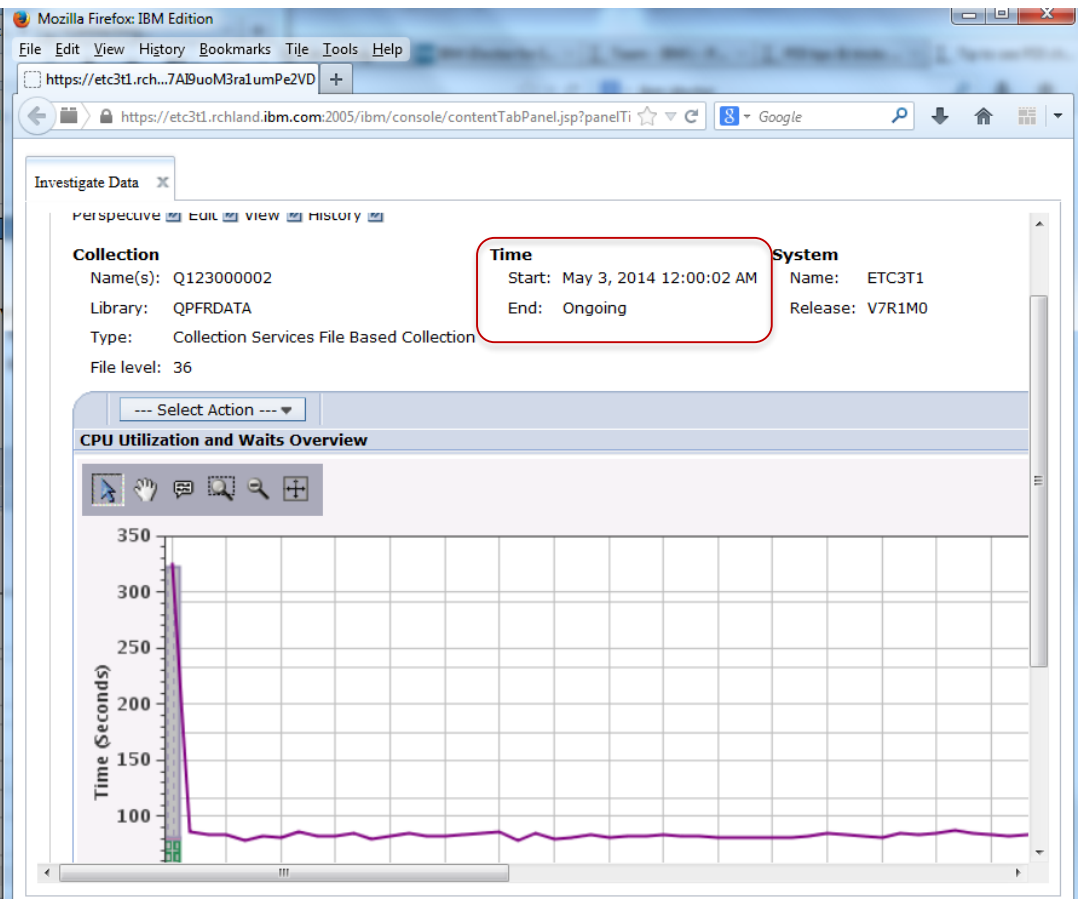 Mozilla Firefox: IBM Edition
File Edit View History Bookmarks Tile Tools Help
https://etc3t1.rch...7AI9uoM3ra1umPe2VD +
https://etc3t1.rchland.ibm.com:2005/ibm/console/contentTabPanel.jsp?panelTi 8 Google
Investigate Data X
Perspective Edit View History
Collection Time System
Name(s): Q123000002 Start: May 3, 2014 12:00:02 AM Name: ETC3T1
Library: QPFRDATA End: Ongoing Release: V7R1M0
Type: Collection Services File Based Collection
File level: 36
--- Select Action ---
CPU Utilization and Waits Overview
350
300
250
200
150
100
Time (Seconds)